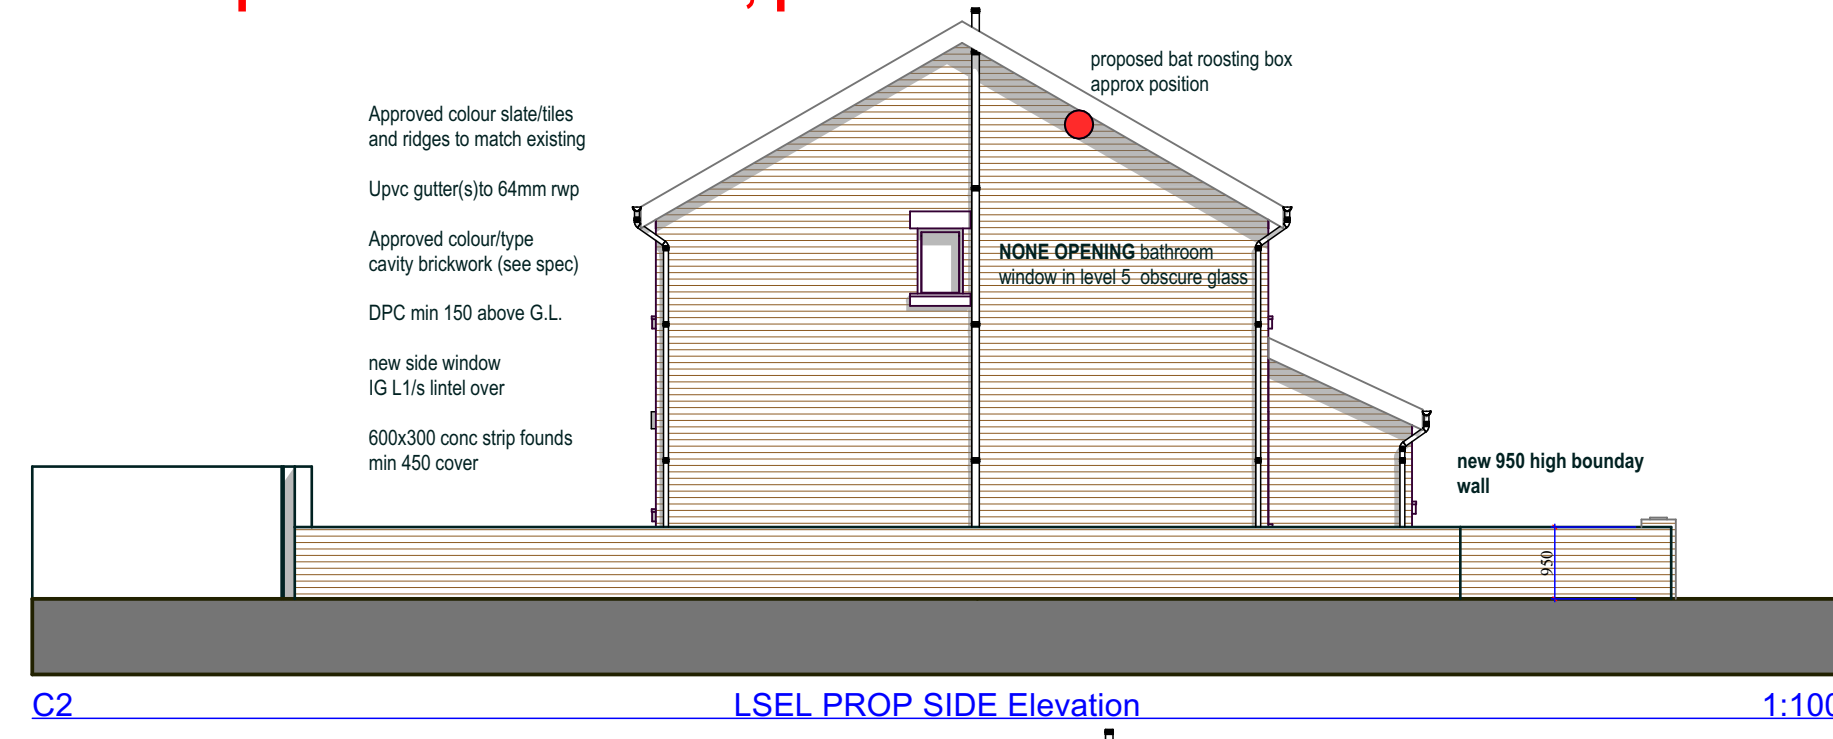 proposed bat roosting box
approx position
Approved colour slate/tiles
and ridges to match existing
Upvc gutter(s)to 64mm rwp
Approved colour/type
cavity brickwork (see spec)
DPC min 150 above G.L.
new side window
IG L1/s lintel over
600x300 conc strip founds
min 450 cover
NONE OPENING bathroom
window in level 5 obscure glass
new 950 high bounday
wall
950
C2
LSEL PROP SIDE Elevation
1:100